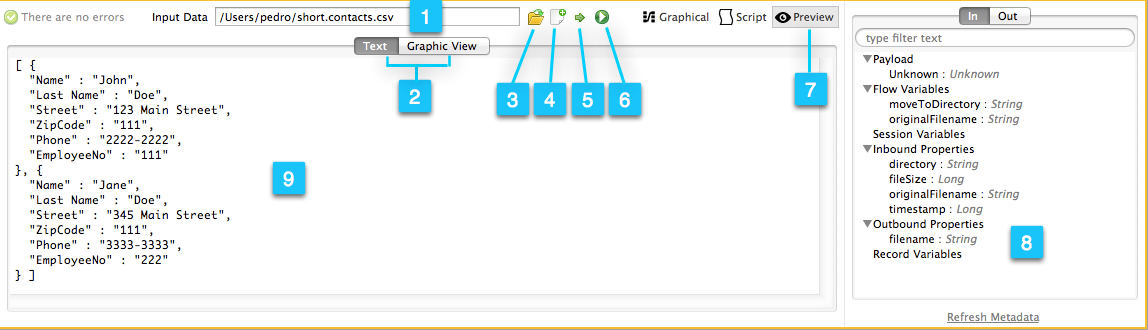 There are no errors Input Data /Users/pedro/short.contacts.csv 1 Graphical Script Preview
Text Graphic View
2 3 4 5 6 7
[ {
"Name" : "John",
"Last Name" : "Doe",
"Street" : "123 Main Street",
"ZipCode" : "111",
"Phone" : "2222-2222",
"EmployeeNo" : "111"
}, {
"Name" : "Jane",
"Last Name" : "Doe",
"Street" : "345 Main Street",
"ZipCode" : "111",
"Phone" : "3333-3333",
"EmployeeNo" : "222"
} ]
9
In Out
type filter text
Payload
Unknown : Unknown
Flow Variables
moveToDirectory : String
originalFilename : String
Session Variables
Inbound Properties
directory : String
fileSize : Long
originalFilename : String
timestamp : Long
Outbound Properties
filename : String
Record Variables
8
Refresh Metadata